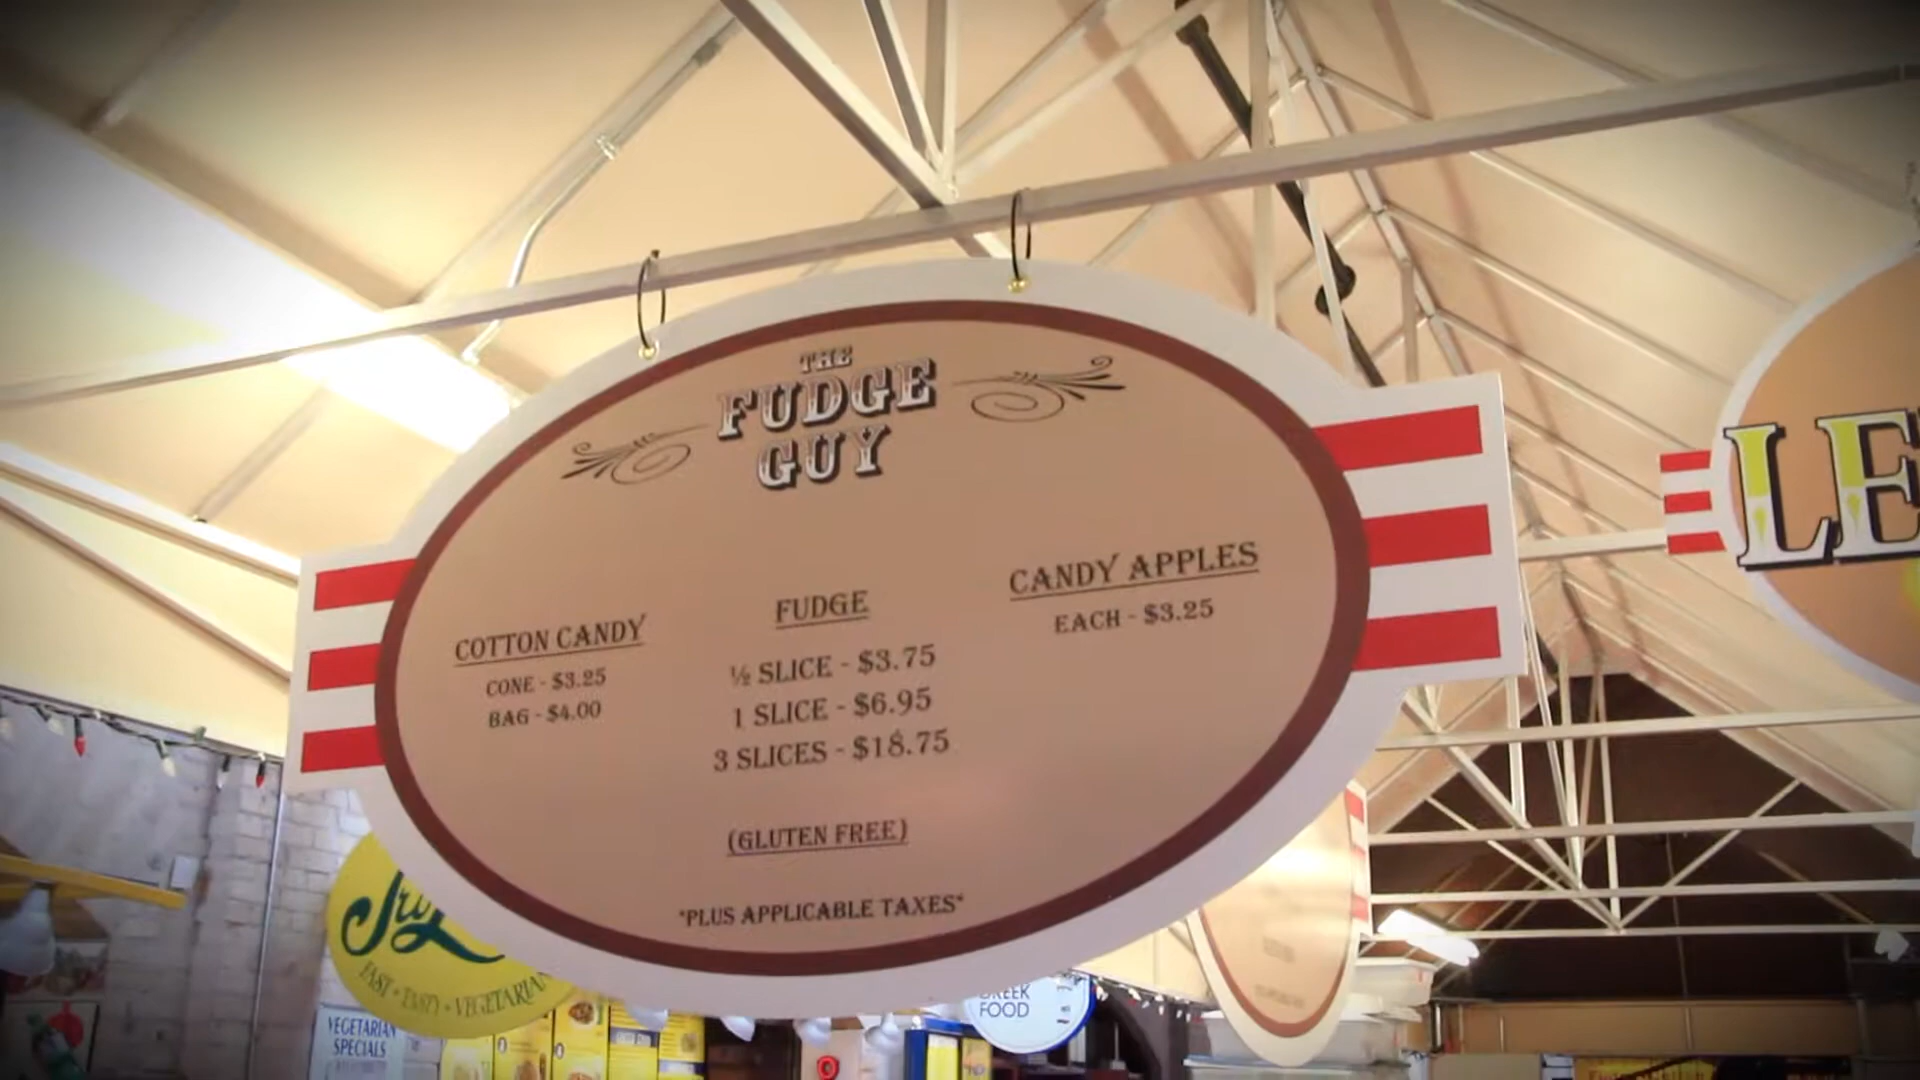 THE
FUDGE
GUY
COTTON CANDY
CONE - $3.25
BAG - $4.00
FUDGE
½ SLICE - $3.75
1 SLICE - $6.95
3 SLICES - $18.75
(GLUTEN FREE)
CANDY APPLES
EACH - $3.25
*PLUS APPLICABLE TAXES*
LE
FAST • TASTY • VEGETARIAN
VEGETARIAN
SPECIALS
GREEK
FOOD